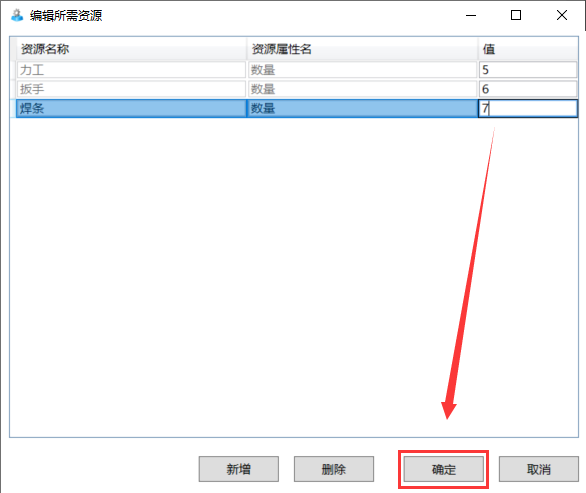 编辑所需资源
资源名称 资源属性名 值
力工 数量 5
扳手 数量 6
焊条 数量 7
新增 删除 确定 取消